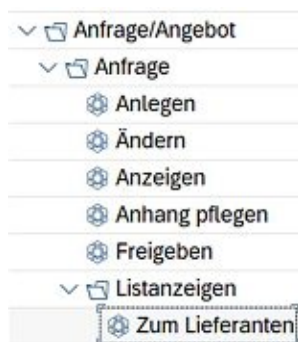 Anfrage/Angebot
Anfrage
Anlegen
Ändern
Anzeigen
Anhang pflegen
Freigeben
Listanzeigen
Zum Lieferanten